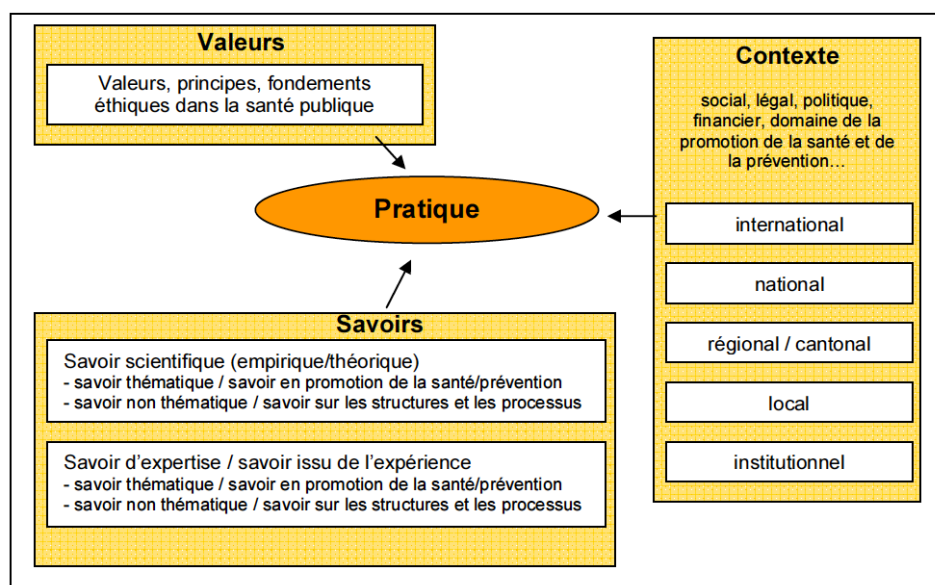 Valeurs
Valeurs, principes, fondements
éthiques dans la santé publique
Contexte
social, légal, politique,
financier, domaine de la
promotion de la santé et de
la prévention…
international
national
régional / cantonal
local
institutionnel
Pratique
Savoirs
Savoir scientifique (empirique/théorique)
- savoir thématique / savoir en promotion de la santé/prévention
- savoir non thématique / savoir sur les structures et les processus
Savoir d’expertise / savoir issu de l’expérience
- savoir thématique / savoir en promotion de la santé/prévention
- savoir non thématique / savoir sur les structures et les processus